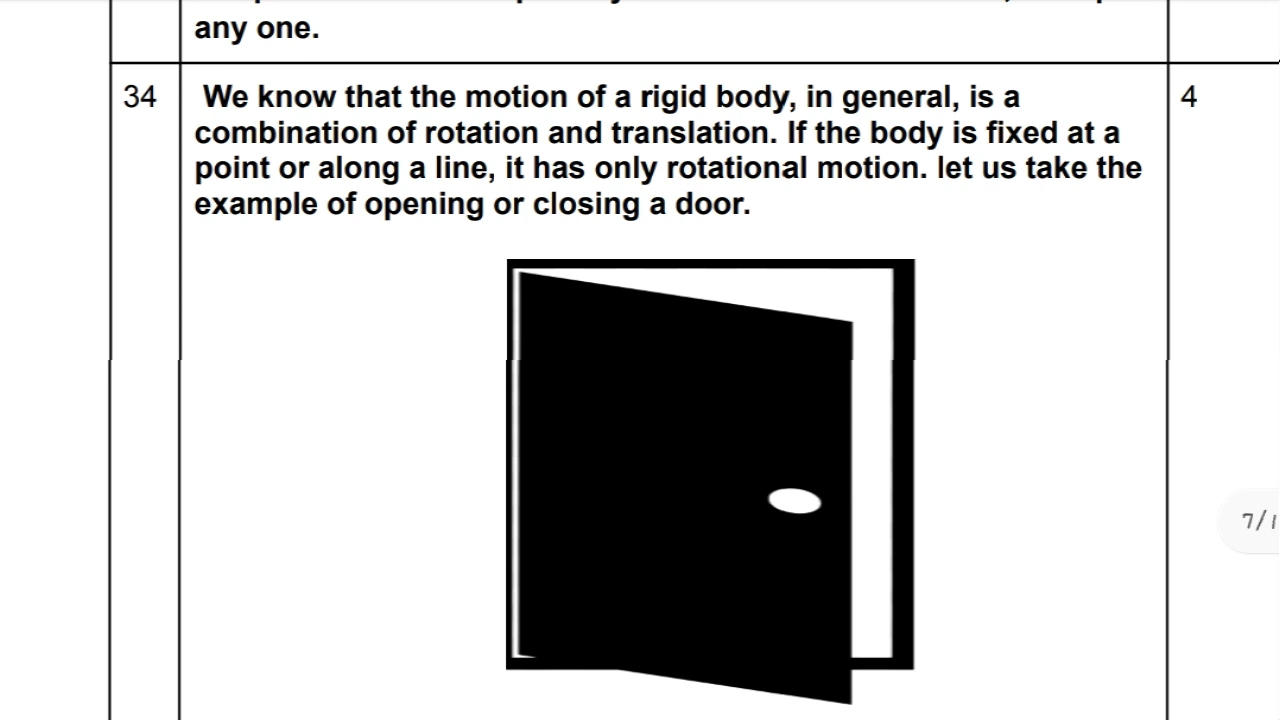 any one.
34
We know that the motion of a rigid body, in general, is a
4
combination of rotation and translation. If the body is fixed at a
point or along a line, it has only rotational motion. let us take the
example of opening or closing a door.
7/1